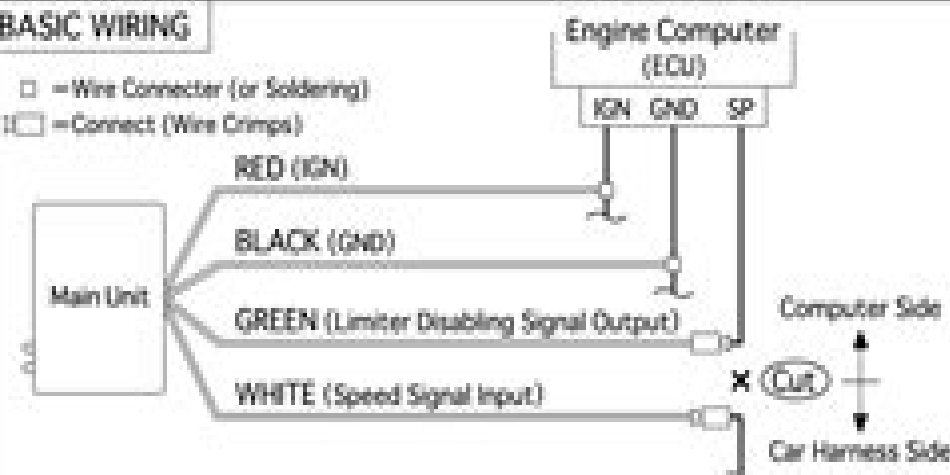 BASIC WIRING
=Wire Connecter (or Soldering)
=Connect (Wire Crimps)
Engine Computer
(ECU)
IGN GND SP
RED (IGN)
BLACK (GND)
Main Unit
GREEN (Limiter Disabling Signal Output)
WHITE (Speed Signal Input)
Computer Side
× Cut
Car Harness Side